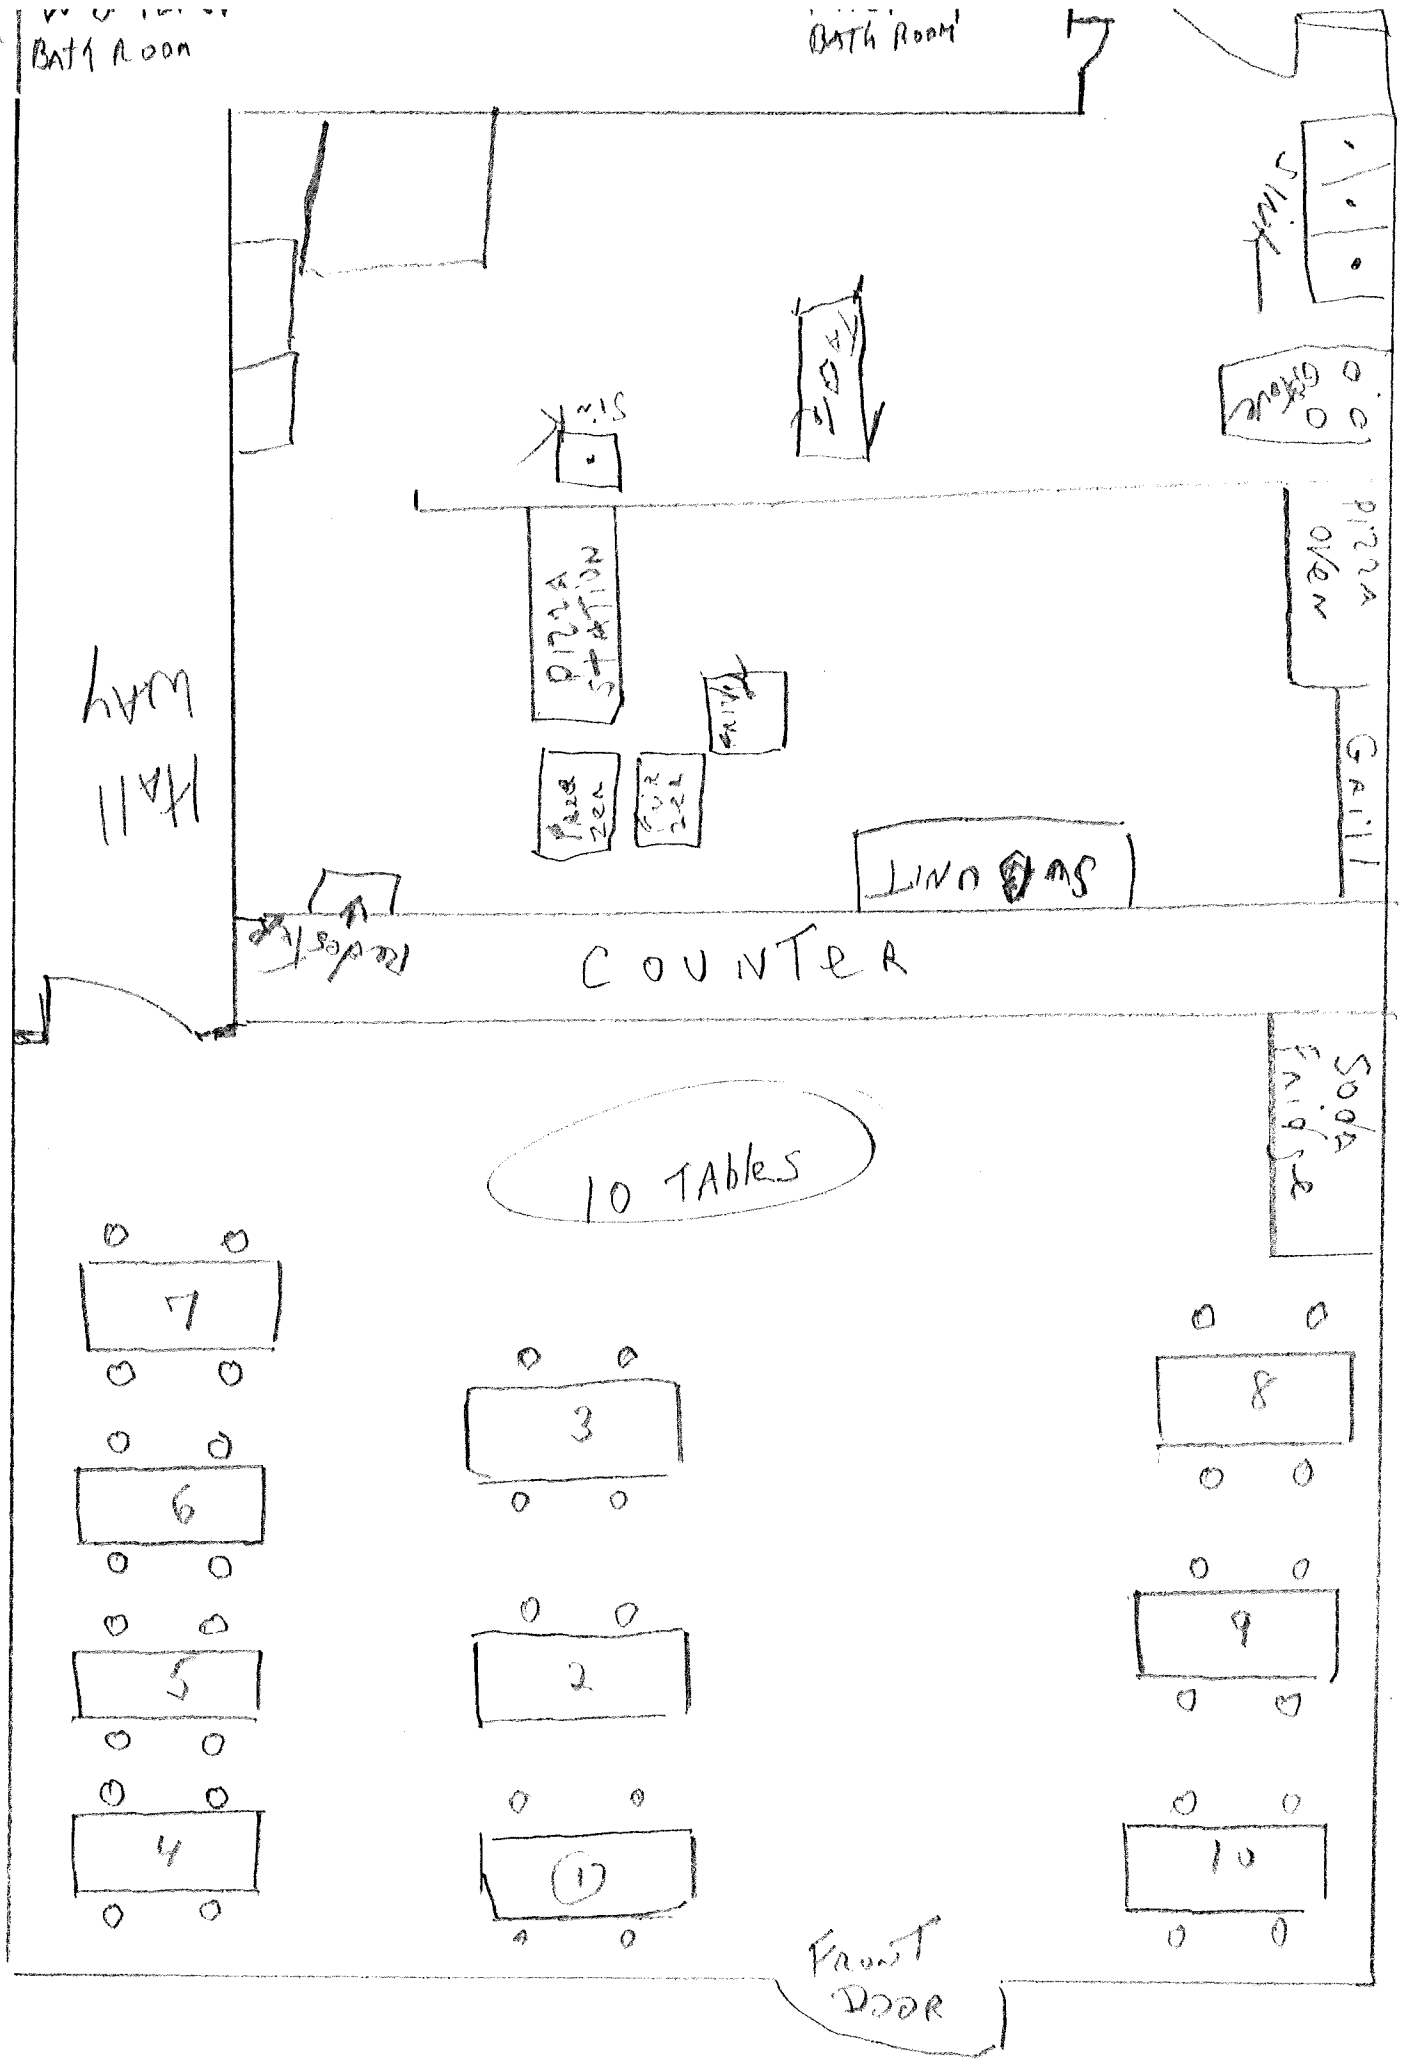 BATH ROOM
BATH ROOM
SINK
STOVE
SINK
PIZZA
OVEN
PIZZA
STATION
HALL
WAY
GRILL
UNIT
REgesTRe
COUNTeR
SODA
FRIDGE
10 TABleS
7
3
8
6
9
5
2
4
1
10
FRONT
DOOR